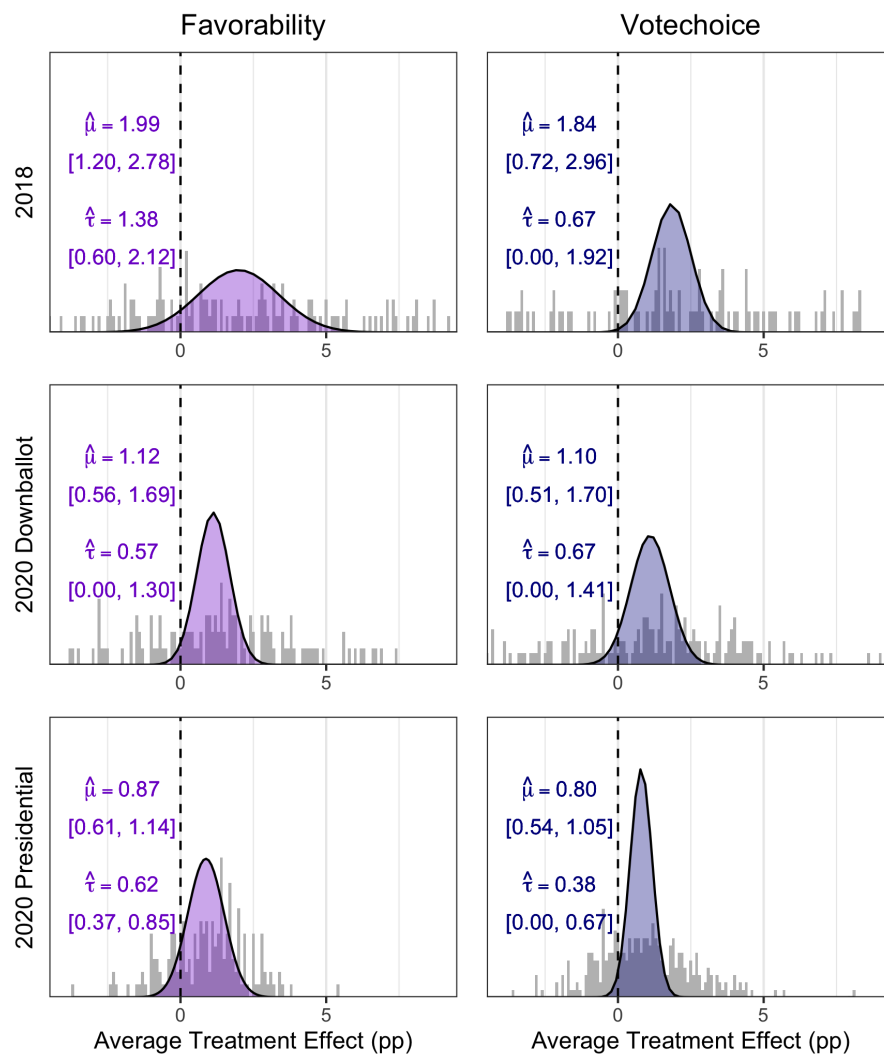 Favorability
Votechoice
2018
μ̂ = 1.99
[1.20, 2.78]
τ̂ = 1.38
[0.60, 2.12]
0 5
μ̂ = 1.84
[0.72, 2.96]
τ̂ = 0.67
[0.00, 1.92]
0 5
2020 Downballot
μ̂ = 1.12
[0.56, 1.69]
τ̂ = 0.57
[0.00, 1.30]
0 5
μ̂ = 1.10
[0.51, 1.70]
τ̂ = 0.67
[0.00, 1.41]
0 5
2020 Presidential
μ̂ = 0.87
[0.61, 1.14]
τ̂ = 0.62
[0.37, 0.85]
0 5
Average Treatment Effect (pp)
μ̂ = 0.80
[0.54, 1.05]
τ̂ = 0.38
[0.00, 0.67]
0 5
Average Treatment Effect (pp)